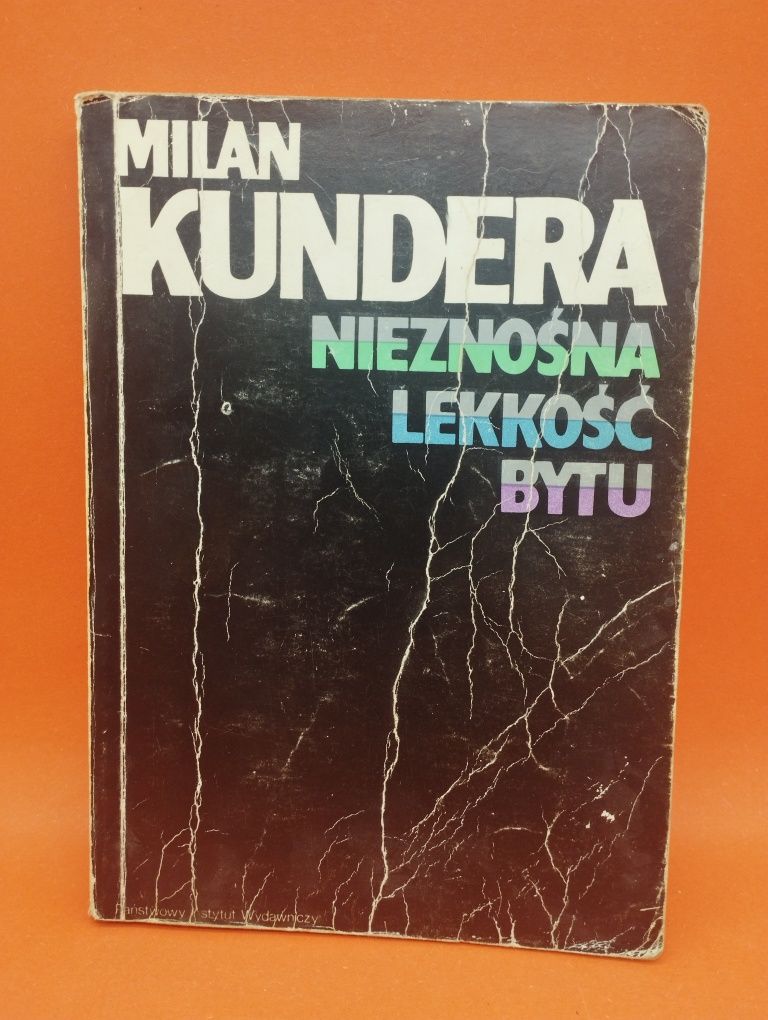 MILAN
KUNDERA
NIEZNOŚNA
LEKKOŚĆ
BYTU
Państwowy Instytut Wydawniczy